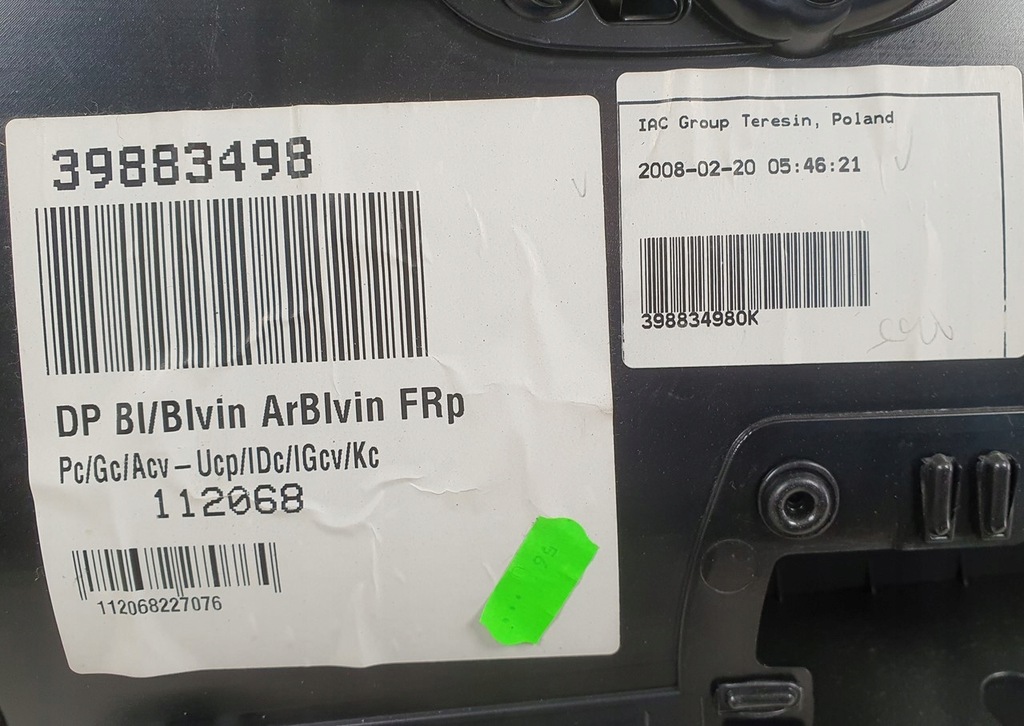 39883498
DP Bl/Blvin ArBlvin FRp
Pc/Gc/Acv – Ucp/IDc/IGcv/Kc
112068
112068227076
IAC Group Teresin, Poland
2008-02-20 05:46:21
398834980K